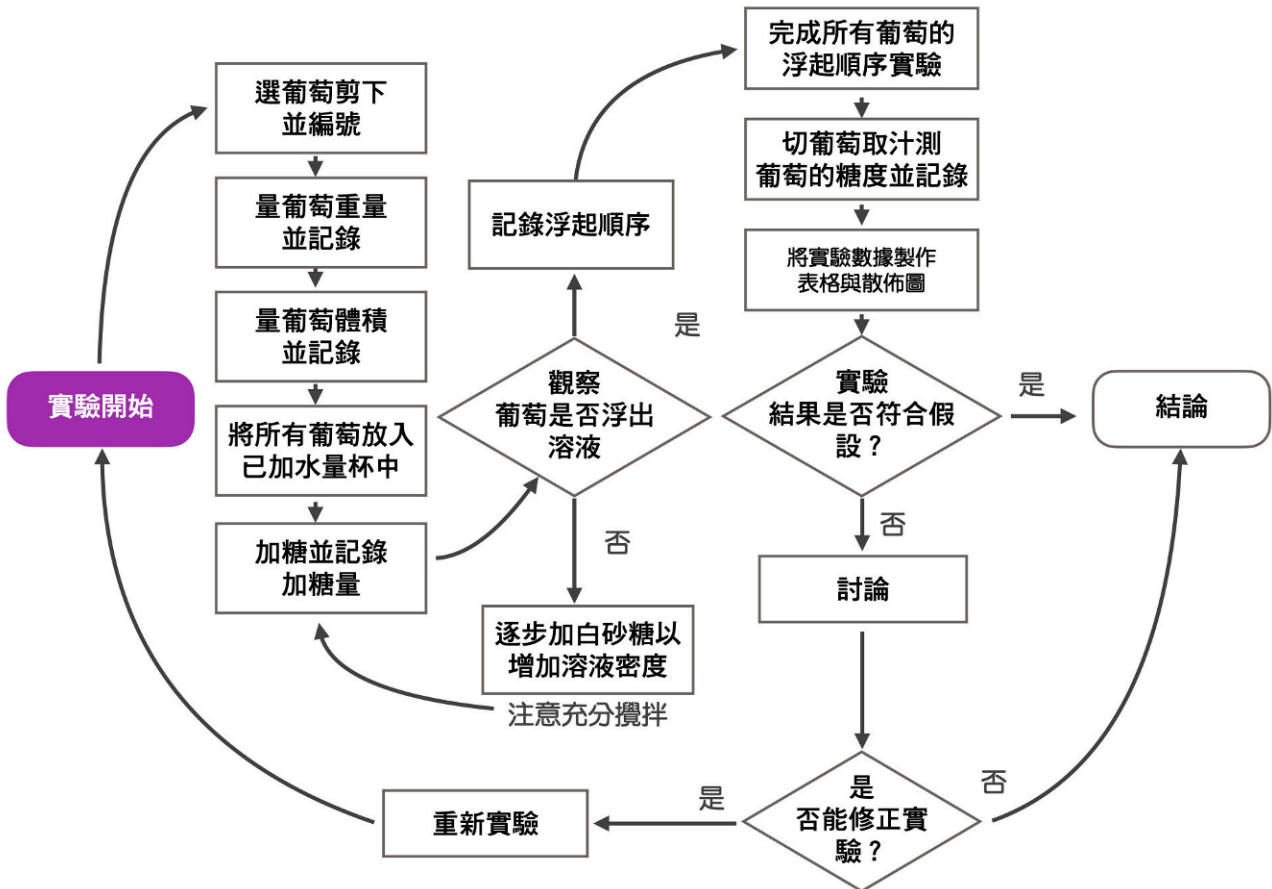 實驗開始
選葡萄剪下
並編號
量葡萄重量
並記錄
量葡萄體積
並記錄
將所有葡萄放入
已加水量杯中
加糖並記錄
加糖量
觀察
葡萄是否浮出
溶液
是
記錄浮起順序
否
逐步加白砂糖以
增加溶液密度
注意充分攪拌
完成所有葡萄的
浮起順序實驗
切葡萄取汁測
葡萄的糖度並記錄
將實驗數據製作
表格與散佈圖
實驗
結果是否符合假
設？
是
結論
否
討論
是
否能修正實
驗？
否
是
重新實驗